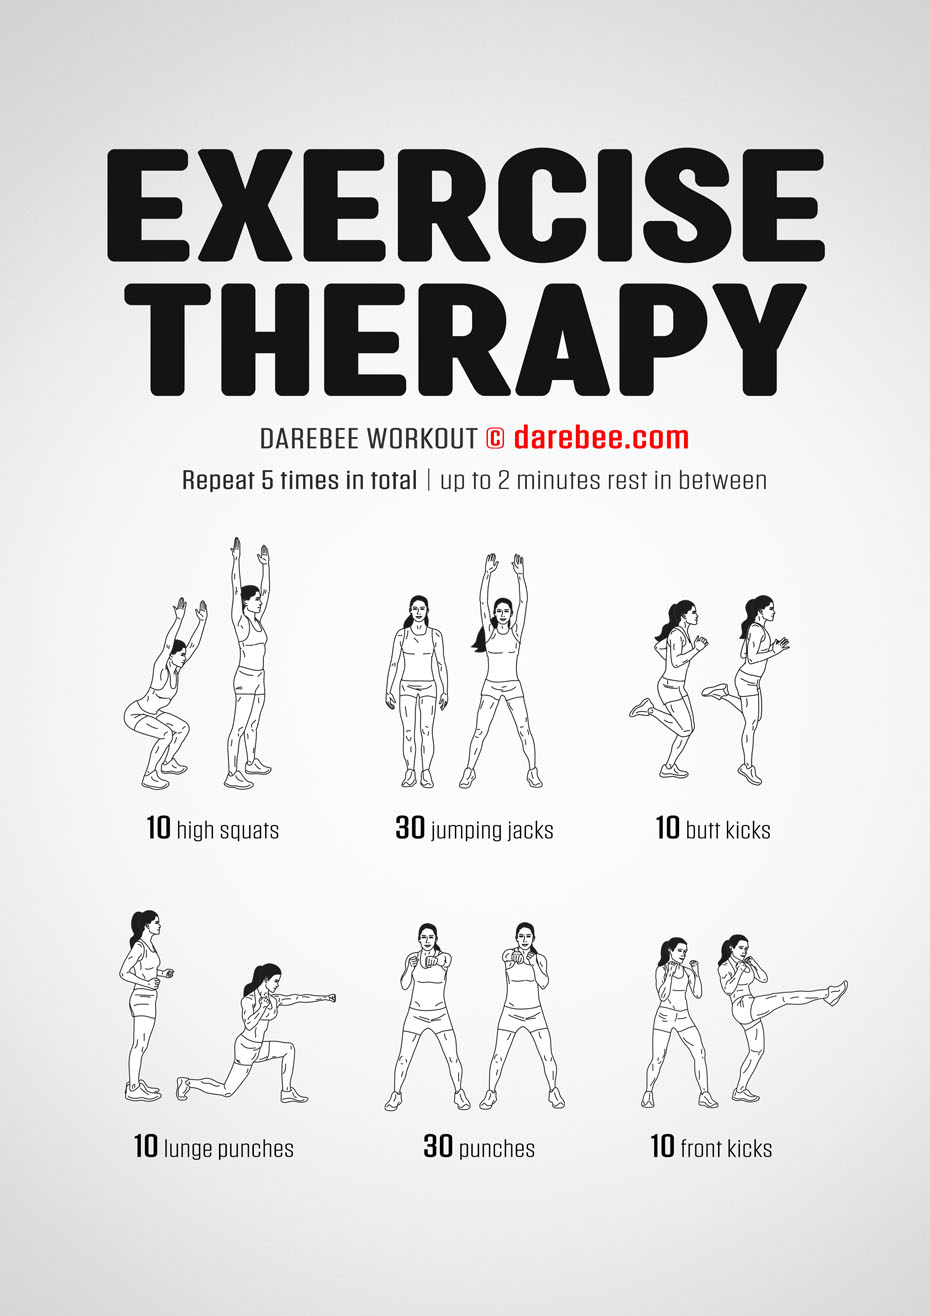 EXERCISE
THERAPY
DAREBEE WORKOUT © darebee.com
Repeat 5 times in total | up to 2 minutes rest in between
10 high squats
30 jumping jacks
10 butt kicks
10 lunge punches
30 punches
10 front kicks